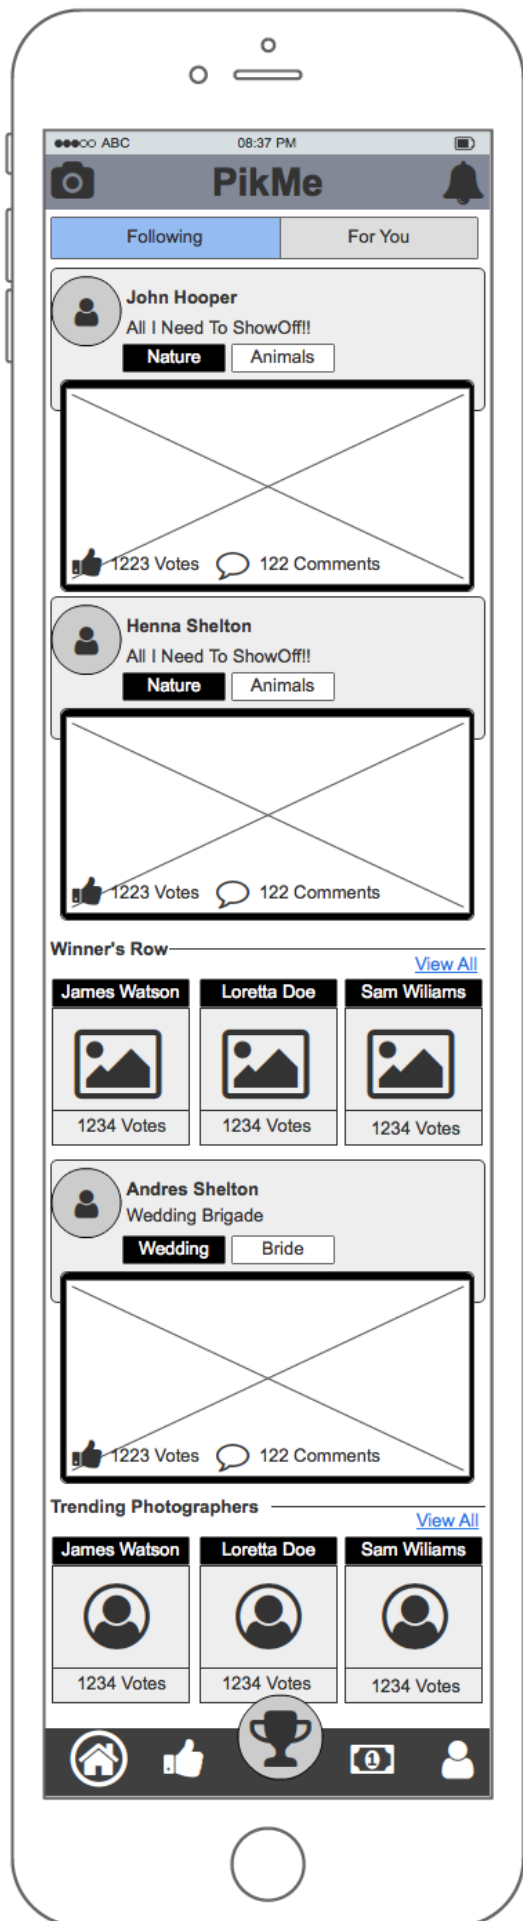 ABC 08:37 PM
PikMe
Following For You
John Hooper
All I Need To ShowOff!!
Nature Animals
1223 Votes 122 Comments
Henna Shelton
All I Need To ShowOff!!
Nature Animals
1223 Votes 122 Comments
Winner's Row
View All
James Watson Loretta Doe Sam Wiliams
1234 Votes 1234 Votes 1234 Votes
Andres Shelton
Wedding Brigade
Wedding Bride
1223 Votes 122 Comments
Trending Photographers
View All
James Watson Loretta Doe Sam Wiliams
1234 Votes 1234 Votes 1234 Votes
1